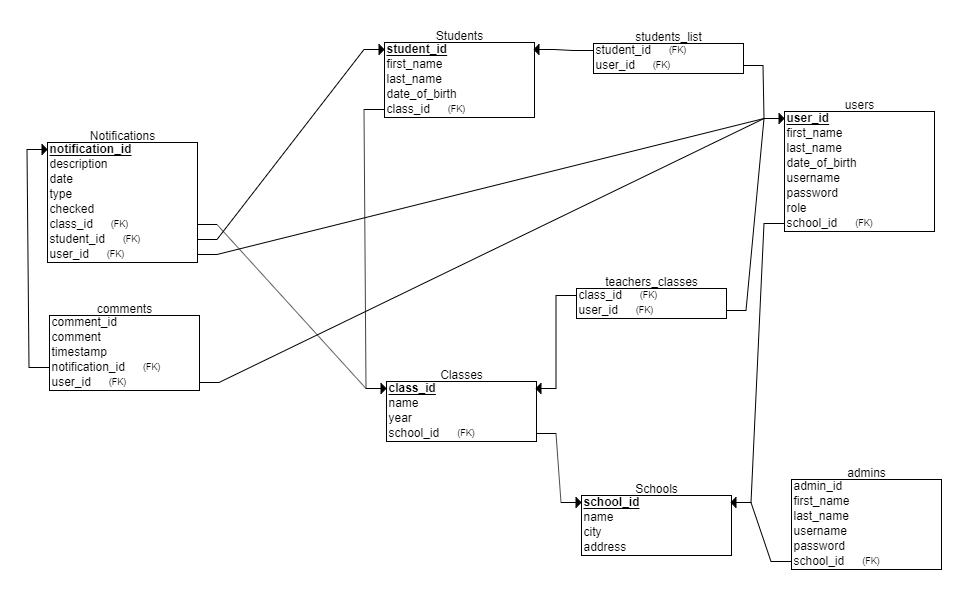 Students
student_id
first_name
last_name
date_of_birth
class_id (FK)
students_list
student_id (FK)
user_id (FK)
users
user_id
first_name
last_name
date_of_birth
username
password
role
school_id (FK)
Notifications
notification_id
description
date
type
checked
class_id (FK)
student_id (FK)
user_id (FK)
teachers_classes
class_id (FK)
user_id (FK)
comments
comment_id
comment
timestamp
notification_id (FK)
user_id (FK)
Classes
class_id
name
year
school_id (FK)
Schools
school_id
name
city
address
admins
admin_id
first_name
last_name
username
password
school_id (FK)